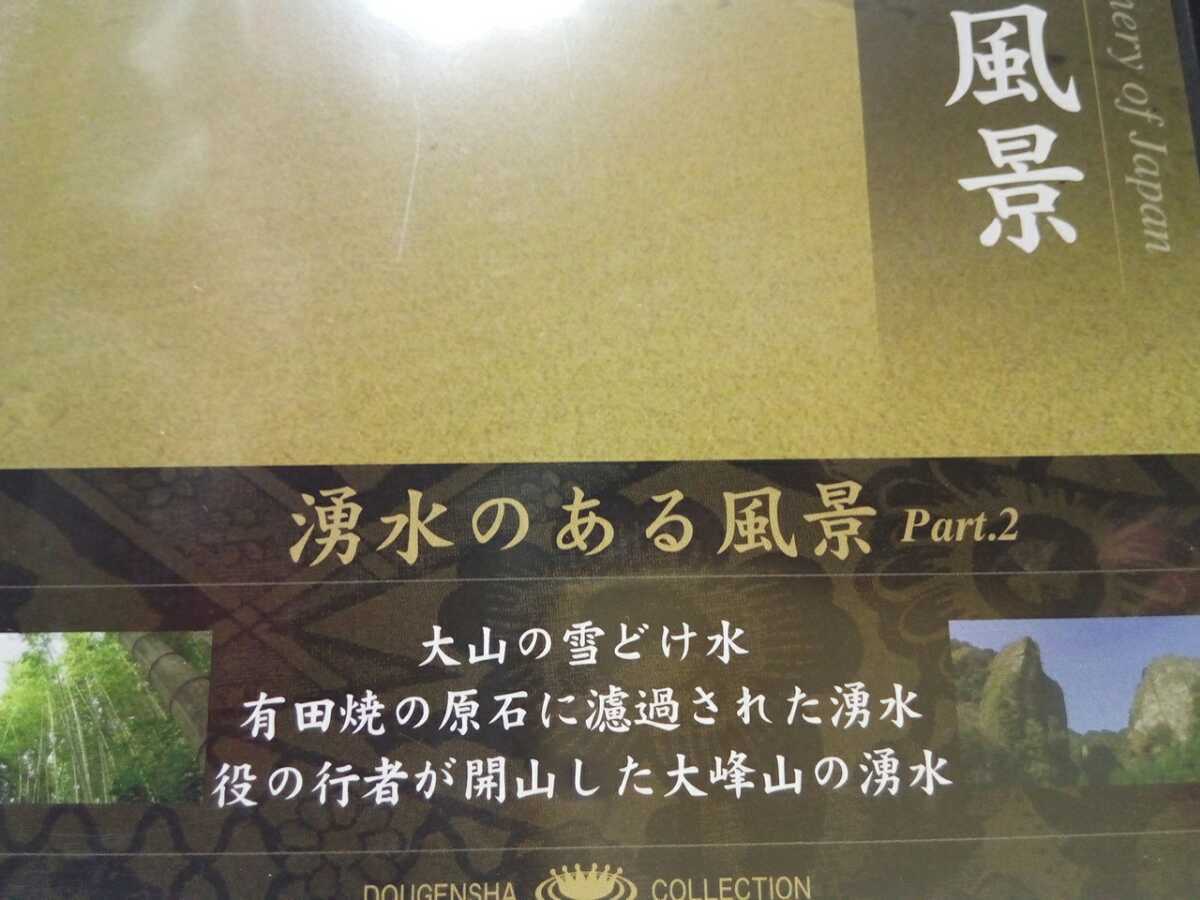 風景
of Japan
湧水のある風景 Part.2
大山の雪どけ水
有田焼の原石に濾過された湧水
役の行者が開山した大峰山の湧水
DOUGENSHA COLLECTION